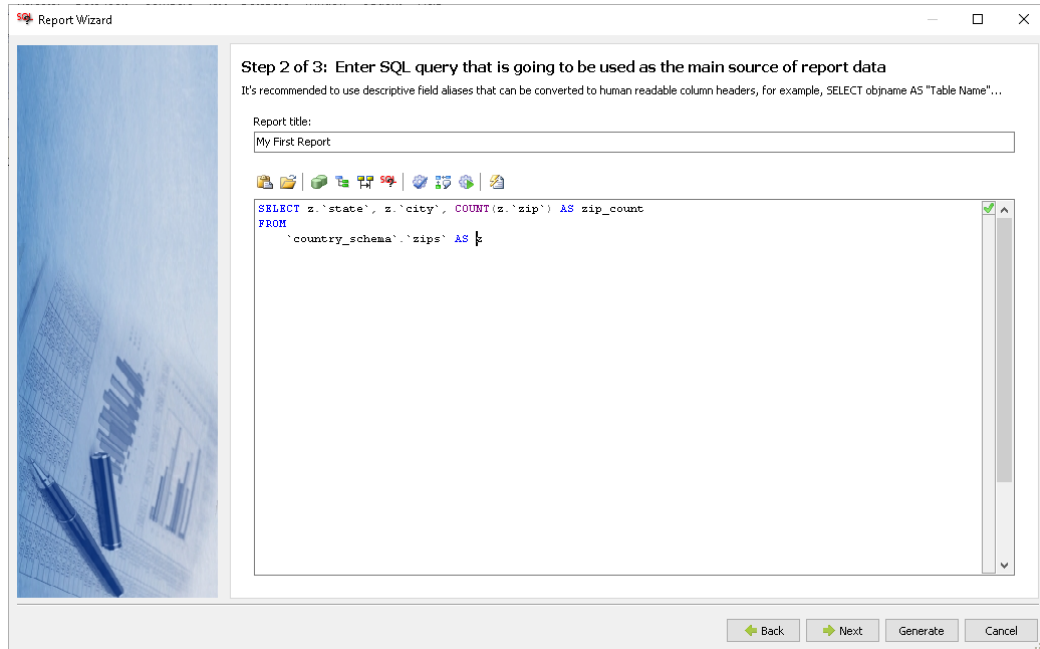 Report Wizard
Step 2 of 3: Enter SQL query that is going to be used as the main source of report data
It's recommended to use descriptive field aliases that can be converted to human readable column headers, for example, SELECT objname AS "Table Name"...
Report title:
My First Report
SELECT z.`state`, z.`city`, COUNT(z.`zip`) AS zip_count
FROM
`country_schema`.`zips` AS z
Back Next Generate Cancel